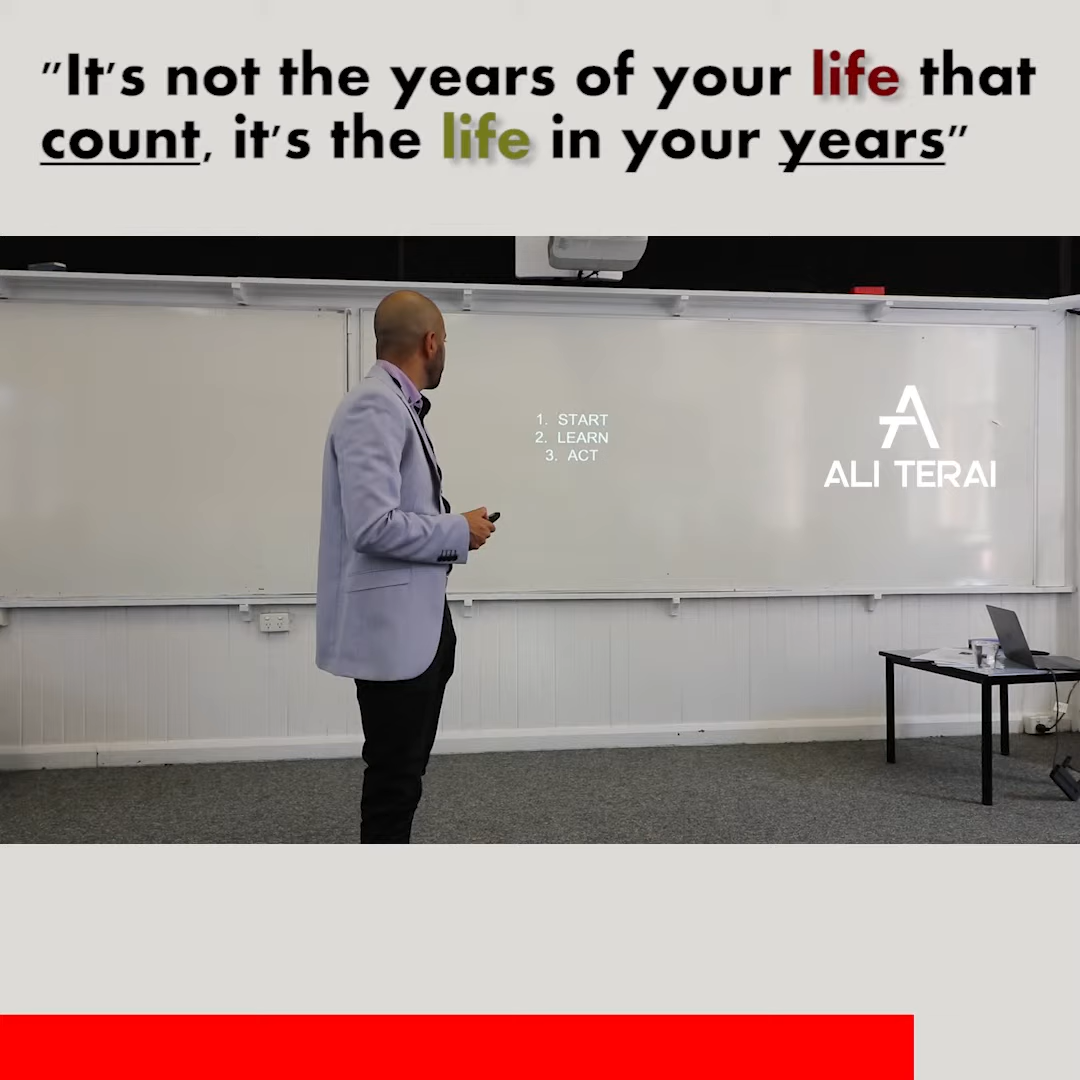 "It's not the years of your life that
count, it's the life in your years"
1. START
2. LEARN
3. ACT
ALI TERAI